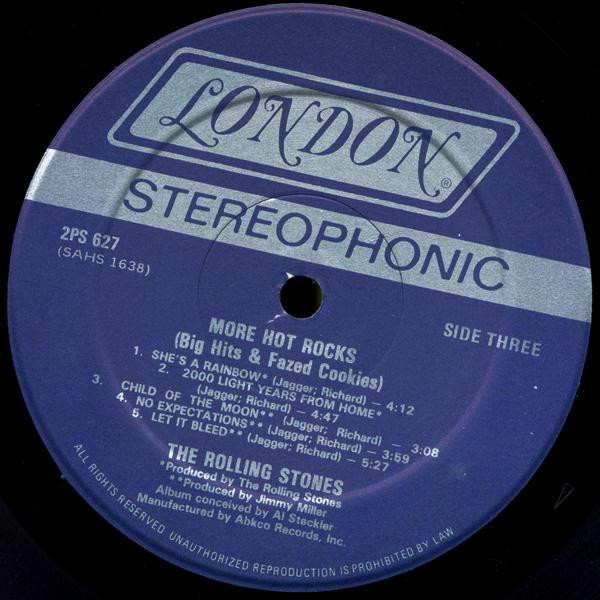 LONDON®
STEREOPHONIC
2PS 627
(SAHS 1638)
SIDE THREE
MORE HOT ROCKS
(Big Hits & Fazed Cookies)
1. SHE'S A RAINBOW* (Jagger; Richard) – 4:12
2. 2000 LIGHT YEARS FROM HOME*
(Jagger; Richard) – 4:47
3. CHILD OF THE MOON** (Jagger; Richard) – 3:08
4. NO EXPECTATIONS** (Jagger; Richard) – 3:59
5. LET IT BLEED** (Jagger; Richard) – 5:27
THE ROLLING STONES
*Produced by The Rolling Stones
**Produced by Jimmy Miller
Album conceived by Al Steckler
Manufactured by Abkco Records, Inc.
ALL RIGHTS RESERVED UNAUTHORIZED REPRODUCTION IS PROHIBITED BY LAW